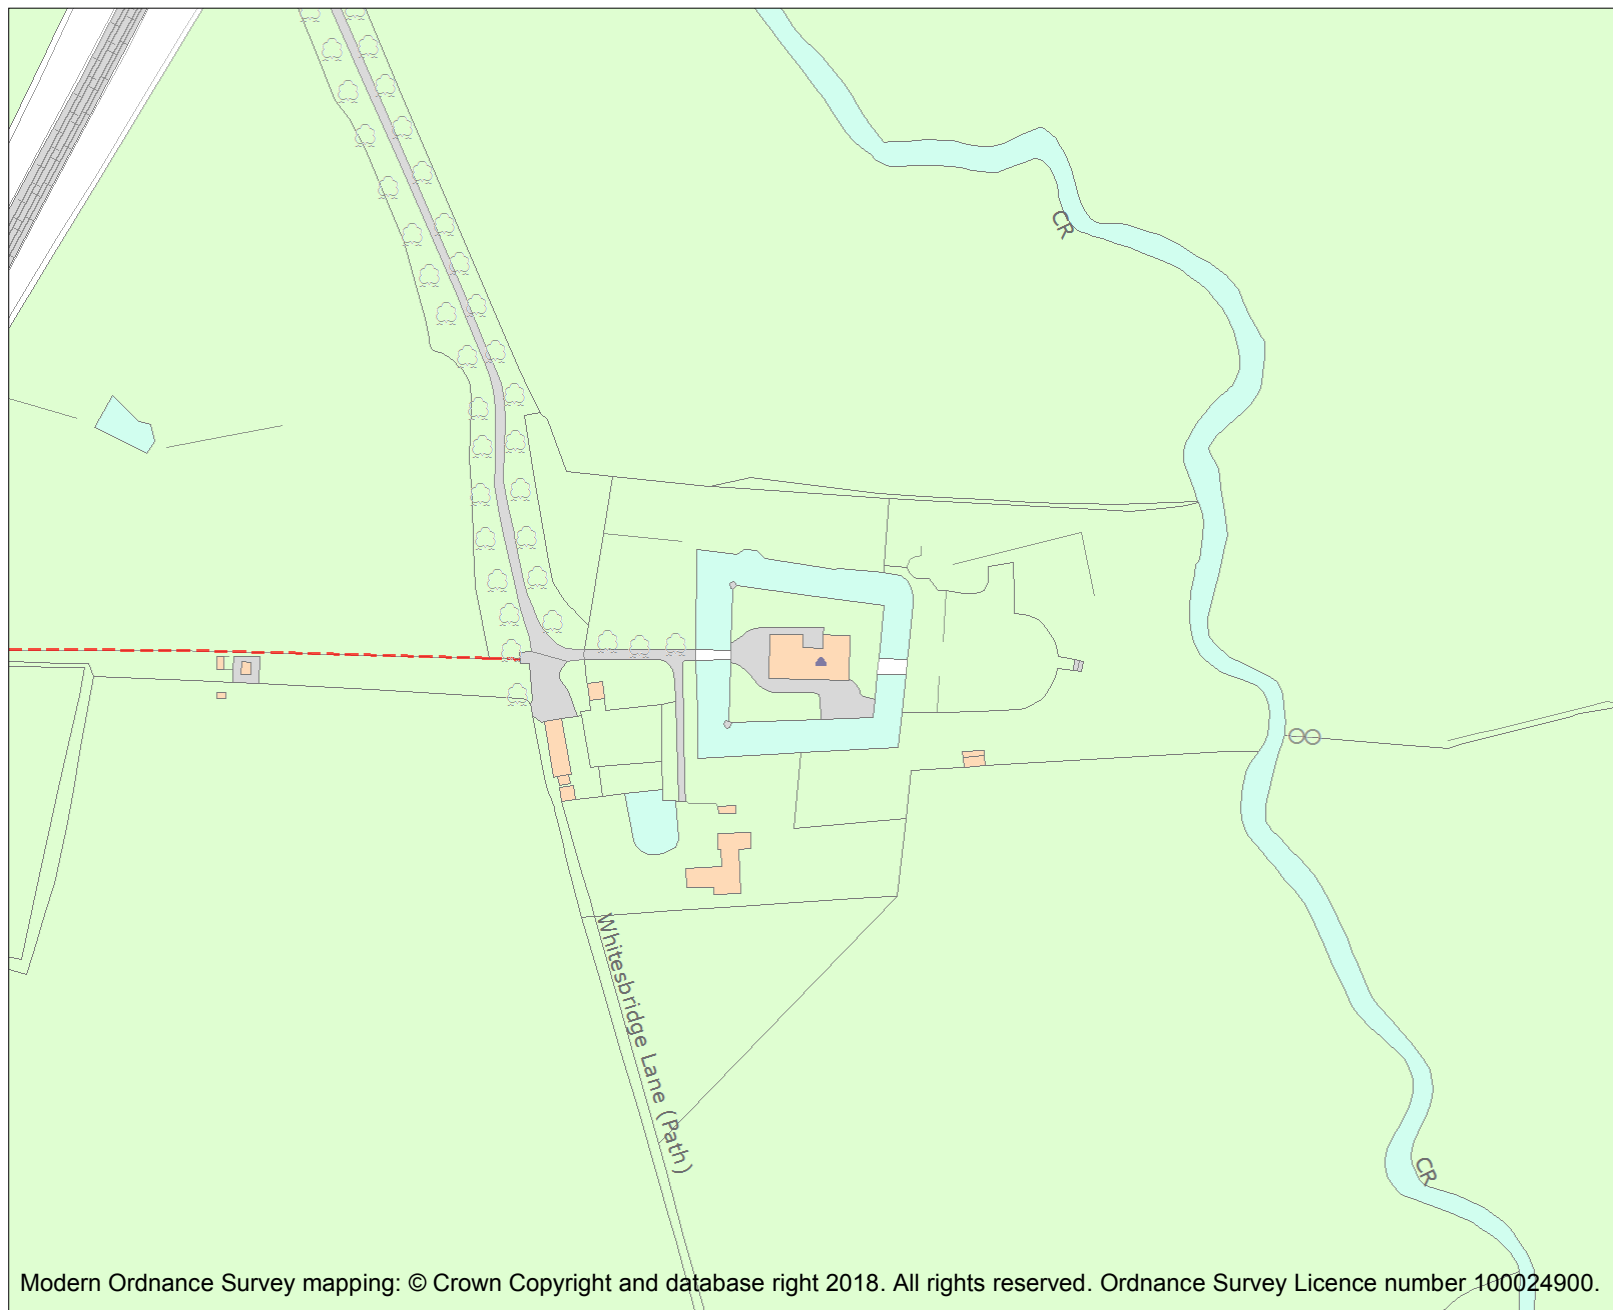 CR
Whitesbridge Lane (Path)
CR
Modern Ordnance Survey mapping: © Crown Copyright and database right 2018. All rights reserved. Ordnance Survey Licence number 100024900.